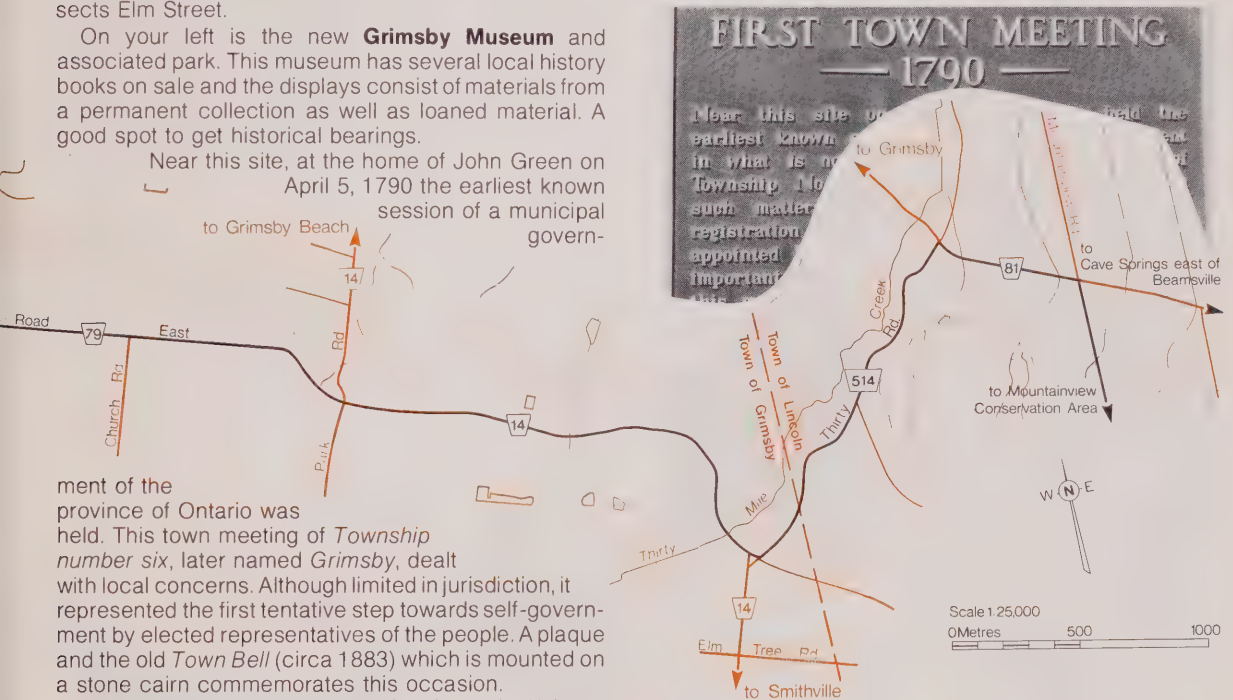 sects Elm Street.
On your left is the new Grimsby Museum and
associated park. This museum has several local history
books on sale and the displays consist of materials from
a permanent collection as well as loaned material. A
good spot to get historical bearings.
Near this site, at the home of John Green on
April 5, 1790 the earliest known
session of a municipal
govern-
ment of the
province of Ontario was
held. This town meeting of Township
number six, later named Grimsby, dealt
with local concerns. Although limited in jurisdiction, it
represented the first tentative step towards self-govern-
ment by elected representatives of the people. A plaque
and the old Town Bell (circa 1883) which is mounted on
a stone cairn commemorates this occasion.
FIRST TOWN MEETING
1790
Near this site held the
earliest known
in what is
Township
such
registration
appointed
this
to Grimsby
to Grimsby Beach
14
Road 79 East
Church Rd
Park Rd
14
Town of Lincoln
Town of Grimsby
Thirty Mile Creek
Thirty Rd.
514
81
to
Cave Springs east of
Beamsville
to Mountainview
Conservation Area
W N E
14
Elm Tree Rd.
to Smithville
Scale 1:25,000
0Metres 500 1000